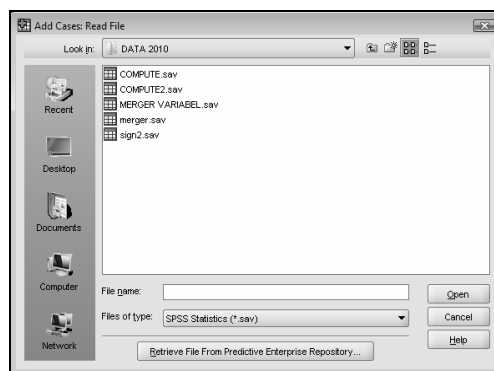 Add Cases: Read File
Look in: DATA 2010
COMPUTE.sav
COMPUTE2.sav
MERGER VARIABEL.sav
merger.sav
sign2.sav
Recent
Desktop
Documents
Computer
Network
File name:
Open
Files of type: SPSS Statistics (*.sav)
Cancel
Help
Retrieve File From Predictive Enterprise Repository...